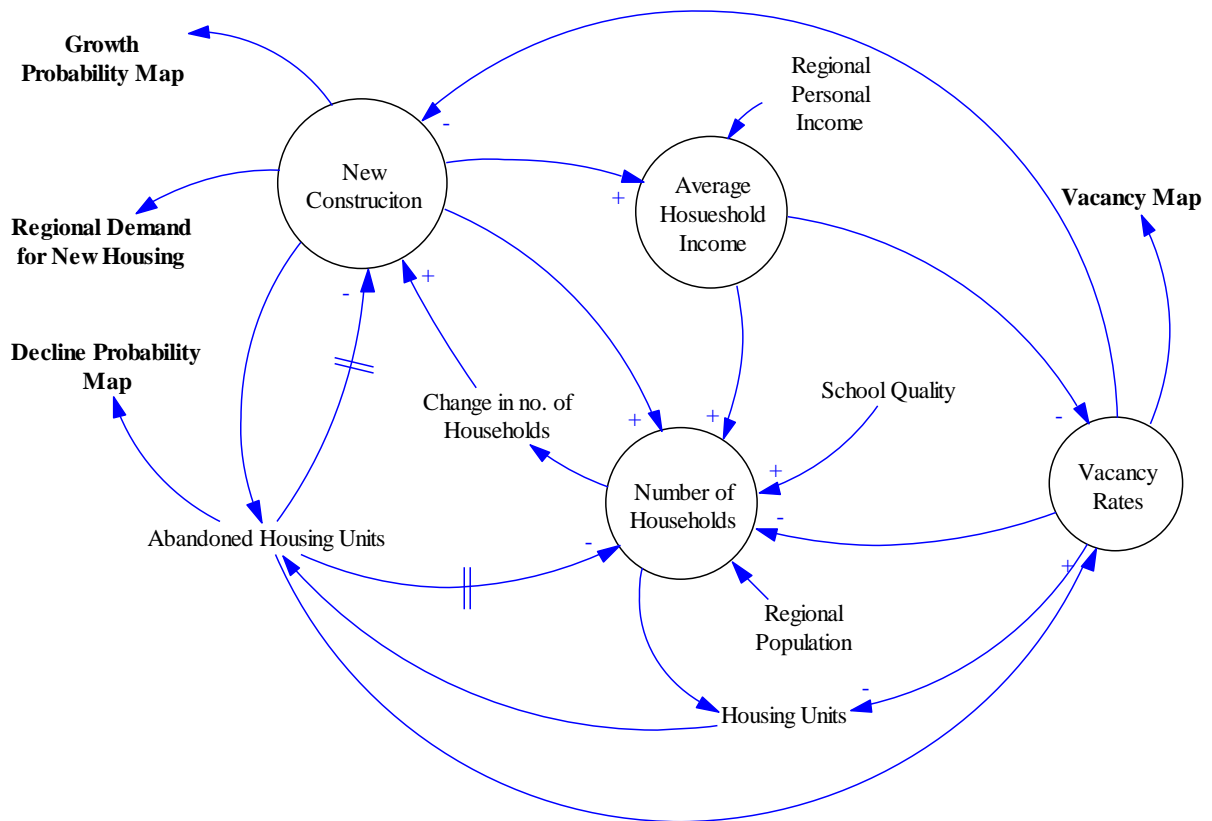 Growth
Probability Map
Regional
Personal
Income
-
New
Construciton
Average
Hosueshold
Income
+
Vacancy Map
Regional Demand
for New Housing
-
+
Decline Probability
Map
Change in no. of
Households
+
+
School Quality
-
+
Number of
Households
-
Vacancy
Rates
Abandoned Housing Units
-
+
Regional
Population
-
Housing Units